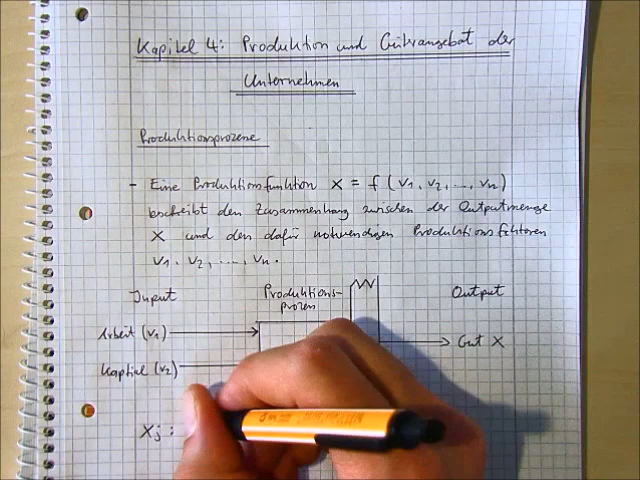 Kapitel 4: Produktion und Güterangebot der
Unternehmen
Produktionsprozesse
- Eine Produktionsfunktion X = f (v1, v2, ..., vn)
beschreibt den Zusammenhang zwischen der Outputmenge
X und den dafür notwendigen Produktionsfaktoren
v1, v2, ..., vn.
Input Produktions- Output
prozess
Arbeit (v1) Gut X
Kapital (v2)
Xj :